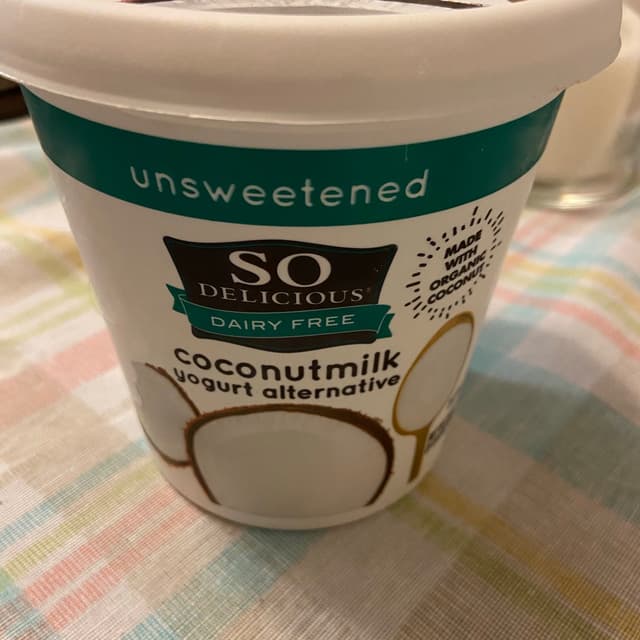 unsweetened
SO
DELICIOUS®
DAIRY FREE
MADE
WITH
ORGANIC
COCONUT
coconutmilk
yogurt alternative